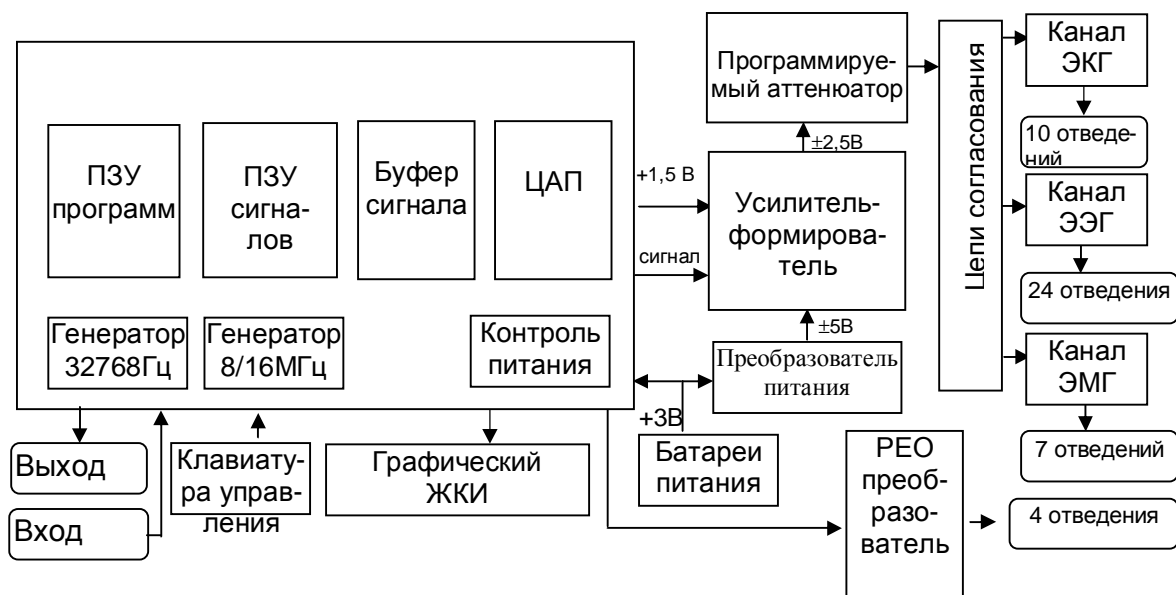 ПЗУ
программ
ПЗУ
сигна-
лов
Буфер
сигнала
ЦАП
Генератор
32768Гц
Генератор
8/16МГц
Контроль
питания
Выход
Вход
Клавиату-
ра управ-
ления
Графический
ЖКИ
+3В
Батареи
питания
+1,5 В
сигнал
Программируе-
мый аттенюатор
±2,5В
Усилитель-
формирова-
тель
±5В
Преобразователь
питания
РЕО
преоб-
разо-
ватель
Цепи согласования
Канал
ЭКГ
10 отведе-
ний
Канал
ЭЭГ
24 отведения
Канал
ЭМГ
7 отведений
4 отведения